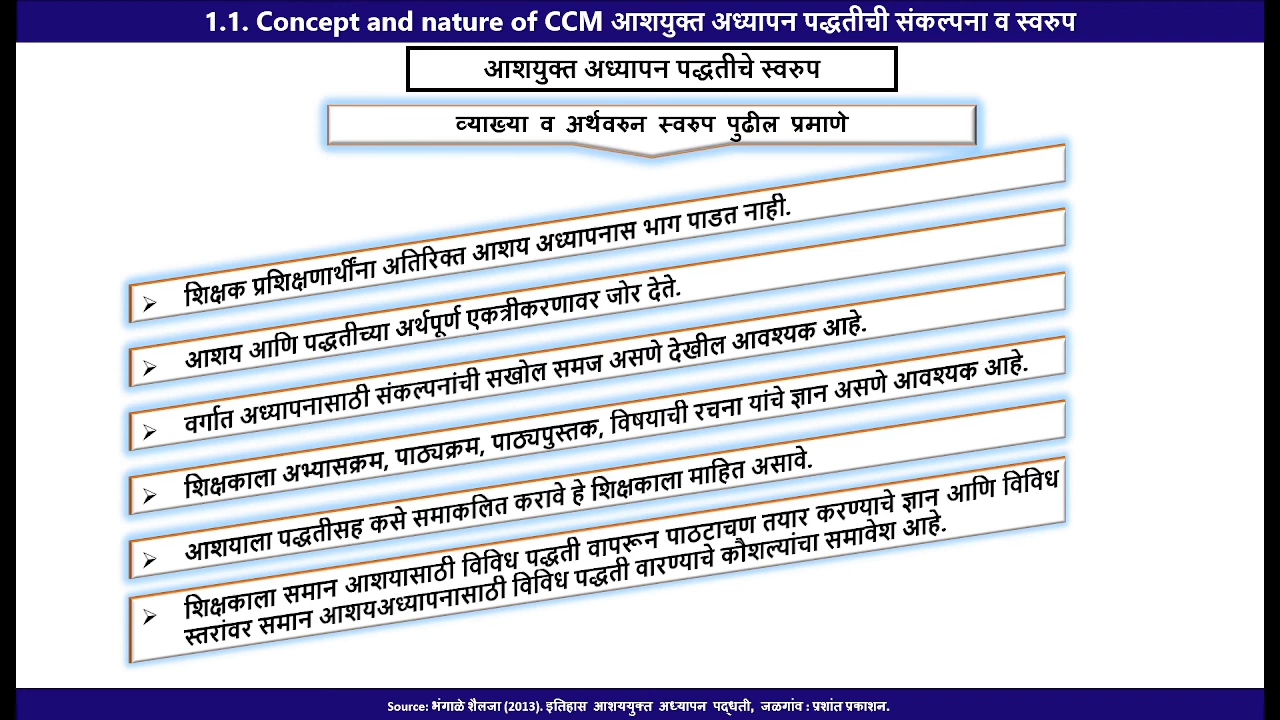 1.1. Concept and nature of CCM आशयुक्त अध्यापन पद्धतीची संकल्पना व स्वरुप
आशयुक्त अध्यापन पद्धतीचे स्वरुप
व्याख्या व अर्थवरुन स्वरुप पुढील प्रमाणे
➢ शिक्षक प्रशिक्षणार्थींना अतिरिक्त आशय अध्यापनास भाग पाडत नाही.
➢ आशय आणि पद्धतीच्या अर्थपूर्ण एकत्रीकरणावर जोर देते.
➢ वर्गात अध्यापनासाठी संकल्पनांची सखोल समज असणे देखील आवश्यक आहे.
➢ शिक्षकाला अभ्यासक्रम, पाठ्यक्रम, पाठ्यपुस्तक, विषयाची रचना यांचे ज्ञान असणे आवश्यक आहे.
➢ आशयाला पद्धतीसह कसे समाकलित करावे हे शिक्षकाला माहित असावे.
➢ शिक्षकाला समान आशयासाठी विविध पद्धती वापरून पाठटाचण तयार करण्याचे ज्ञान आणि विविध
स्तरांवर समान आशयअध्यापनासाठी विविध पद्धती वारण्याचे कौशल्यांचा समावेश आहे.
Source: भंगाळे शैलजा (2013). इतिहास आशययुक्त अध्यापन पद्धती, जळगांव : प्रशांत प्रकाशन.